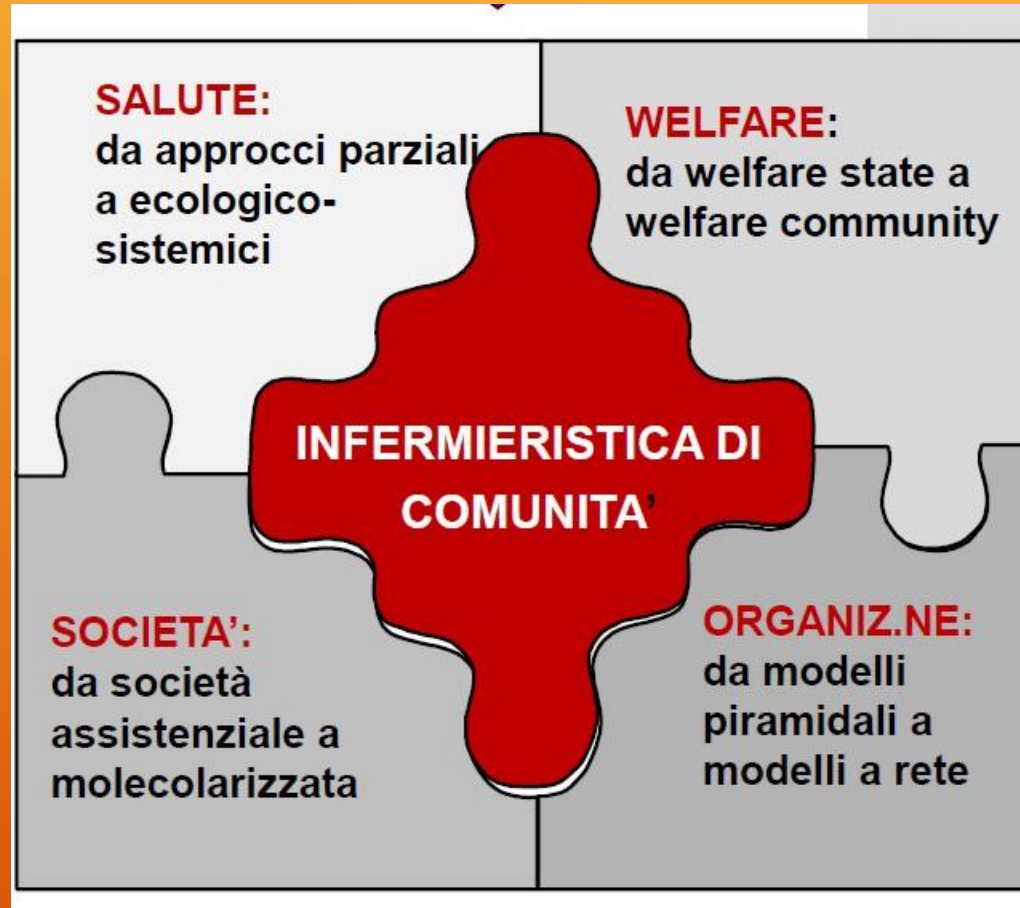 SALUTE:
da approcci parziali
a ecologico-
sistemici
WELFARE:
da welfare state a
welfare community
INFERMIERISTICA DI
COMUNITA’
SOCIETA’:
da società
assistenziale a
molecolarizzata
ORGANIZ.NE:
da modelli
piramidali a
modelli a rete